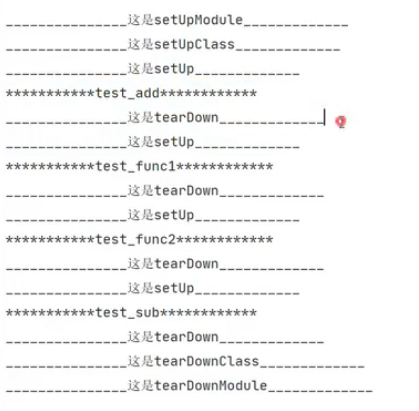 _______________这是setUpModule_____________
_______________这是setUpClass_____________
_______________这是setUp_____________
***********test_add************
_______________这是tearDown_____________
_______________这是setUp_____________
***********test_func1************
_______________这是tearDown_____________
_______________这是setUp_____________
***********test_func2************
_______________这是tearDown_____________
_______________这是setUp_____________
***********test_sub************
_______________这是tearDown_____________
_______________这是tearDownClass_____________
_______________这是tearDownModule_____________